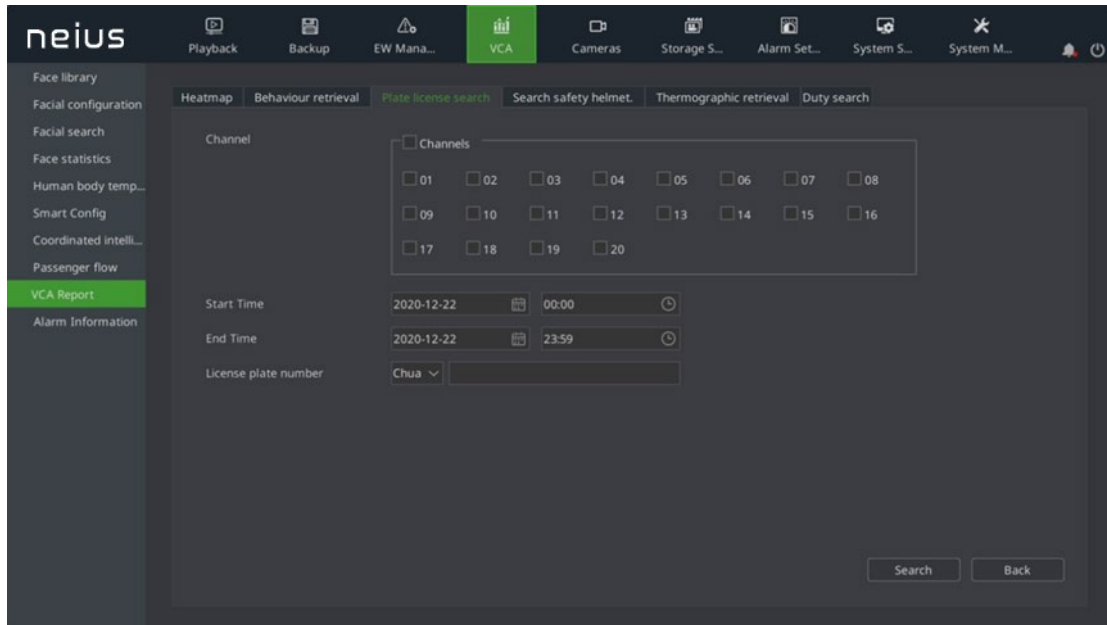 neius
Playback Backup EW Mana... VCA Cameras Storage S... Alarm Set... System S... System M...
Face library
Facial configuration
Facial search
Face statistics
Human body temp...
Smart Config
Coordinated intelli...
Passenger flow
VCA Report
Alarm Information
Heatmap Behaviour retrieval Plate license search Search safety helmet. Thermographic retrieval Duty search
Channel
Channels
01 02 03 04 05 06 07 08
09 10 11 12 13 14 15 16
17 18 19 20
Start Time 2020-12-22 00:00
End Time 2020-12-22 23:59
License plate number Chua
Search Back